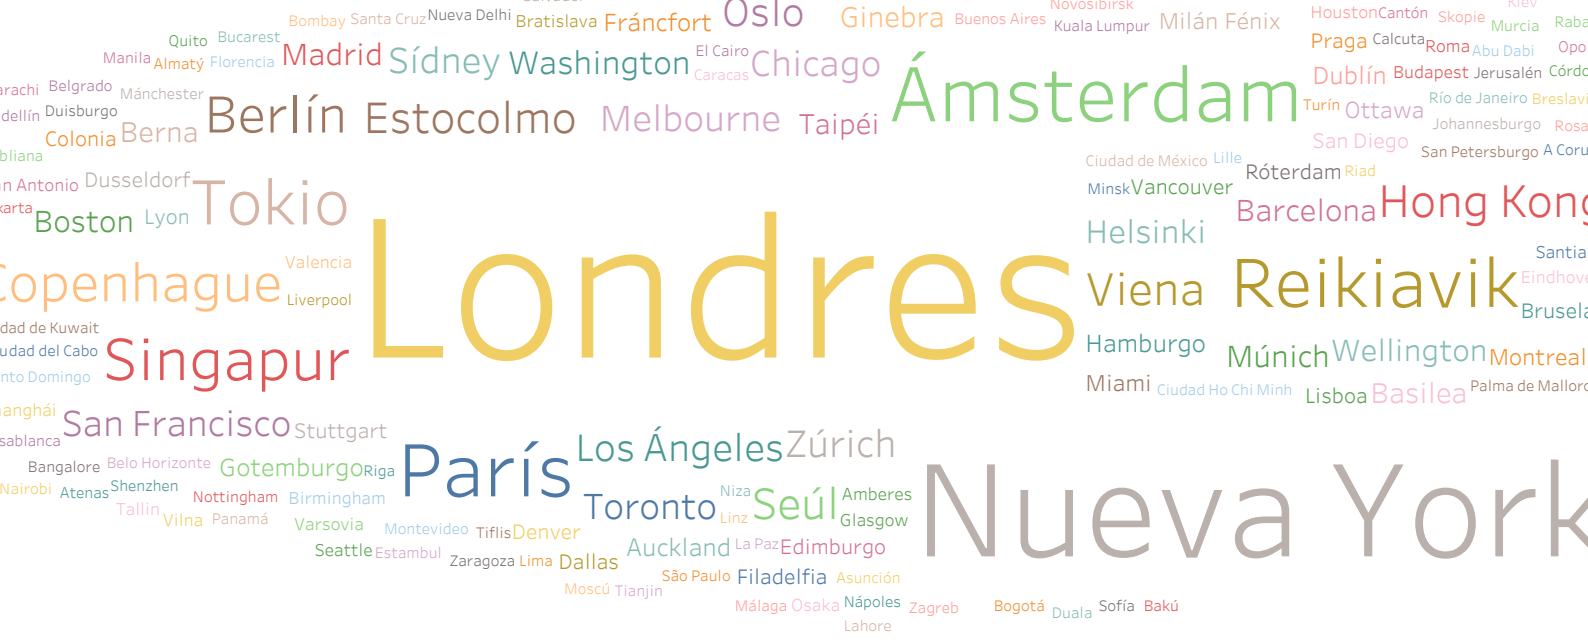 Oslo
Bombay
Santa Cruz
Nueva Delhi
Bratislava
Fráncfort
Ginebra
Buenos Aires
Novosibirsk
Kuala Lumpur
Milán
Fénix
Houston
Cantón
Skopie
Kiev
Murcia
Quito
Bucarest
Manila
Almatý
Florencia
Madrid
Sídney
Washington
El Cairo
Caracas
Chicago
Praga
Calcuta
Roma
Abu Dabi
Dublín
Budapest
Jerusalén
Belgrado
Mánchester
Duisburgo
Colonia
Berna
Berlín
Estocolmo
Melbourne
Taipéi
Ámsterdam
Turín
Ottawa
Río de Janeiro
Johannesburgo
San Diego
San Petersburgo
Dusseldorf
Tokio
Boston
Lyon
Ciudad de México
Lille
Róterdam
Riad
Minsk
Vancouver
Barcelona
Hong Kong
Helsinki
Copenhague
Valencia
Liverpool
Londres
Viena
Reikiavik
Singapur
Hamburgo
Múnich
Wellington
Montreal
Miami
Ciudad Ho Chi Minh
Lisboa
Basilea
San Francisco
Stuttgart
Bangalore
Belo Horizonte
Gotemburgo
Riga
París
Los Ángeles
Zúrich
Nairobi
Atenas
Shenzhen
Nottingham
Birmingham
Tallin
Vilna
Panamá
Toronto
Niza
Linz
Seúl
Amberes
Glasgow
Nueva York
Varsovia
Montevideo
Tiflis
Denver
Seattle
Estambul
Zaragoza
Lima
Dallas
Auckland
La Paz
Edimburgo
Moscú
Tianjin
São Paulo
Filadelfia
Asunción
Málaga
Osaka
Nápoles
Zagreb
Bogotá
Duala
Sofía
Bakú
Lahore